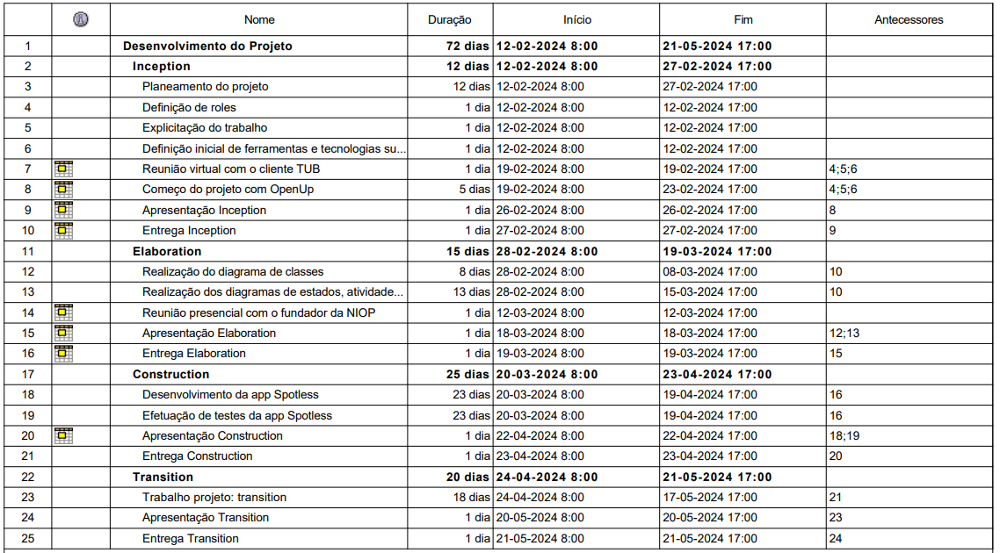 Nome Duração Início Fim Antecessores
1 Desenvolvimento do Projeto 72 dias 12-02-2024 8:00 21-05-2024 17:00
2 Inception 12 dias 12-02-2024 8:00 27-02-2024 17:00
3 Planeamento do projeto 12 dias 12-02-2024 8:00 27-02-2024 17:00
4 Definição de roles 1 dia 12-02-2024 8:00 12-02-2024 17:00
5 Explicitação do trabalho 1 dia 12-02-2024 8:00 12-02-2024 17:00
6 Definição inicial de ferramentas e tecnologias su... 1 dia 12-02-2024 8:00 12-02-2024 17:00
7 Reunião virtual com o cliente TUB 1 dia 19-02-2024 8:00 19-02-2024 17:00 4;5;6
8 Começo do projeto com OpenUp 5 dias 19-02-2024 8:00 23-02-2024 17:00 4;5;6
9 Apresentação Inception 1 dia 26-02-2024 8:00 26-02-2024 17:00 8
10 Entrega Inception 1 dia 27-02-2024 8:00 27-02-2024 17:00 9
11 Elaboration 15 dias 28-02-2024 8:00 19-03-2024 17:00
12 Realização do diagrama de classes 8 dias 28-02-2024 8:00 08-03-2024 17:00 10
13 Realização dos diagramas de estados, atividade... 13 dias 28-02-2024 8:00 15-03-2024 17:00 10
14 Reunião presencial com o fundador da NIOP 1 dia 12-03-2024 8:00 12-03-2024 17:00
15 Apresentação Elaboration 1 dia 18-03-2024 8:00 18-03-2024 17:00 12;13
16 Entrega Elaboration 1 dia 19-03-2024 8:00 19-03-2024 17:00 15
17 Construction 25 dias 20-03-2024 8:00 23-04-2024 17:00
18 Desenvolvimento da app Spotless 23 dias 20-03-2024 8:00 19-04-2024 17:00 16
19 Efetuação de testes da app Spotless 23 dias 20-03-2024 8:00 19-04-2024 17:00 16
20 Apresentação Construction 1 dia 22-04-2024 8:00 22-04-2024 17:00 18;19
21 Entrega Construction 1 dia 23-04-2024 8:00 23-04-2024 17:00 20
22 Transition 20 dias 24-04-2024 8:00 21-05-2024 17:00
23 Trabalho projeto: transition 18 dias 24-04-2024 8:00 17-05-2024 17:00 21
24 Apresentação Transition 1 dia 20-05-2024 8:00 20-05-2024 17:00 23
25 Entrega Transition 1 dia 21-05-2024 8:00 21-05-2024 17:00 24